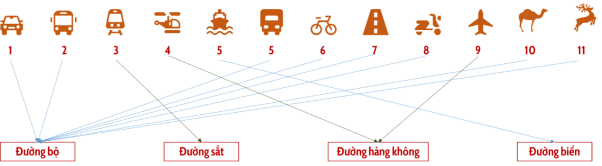 1 2 3 4 5 5 6 7 8 9 10 11
Đường bộ Đường sắt Đường hàng không Đường biển